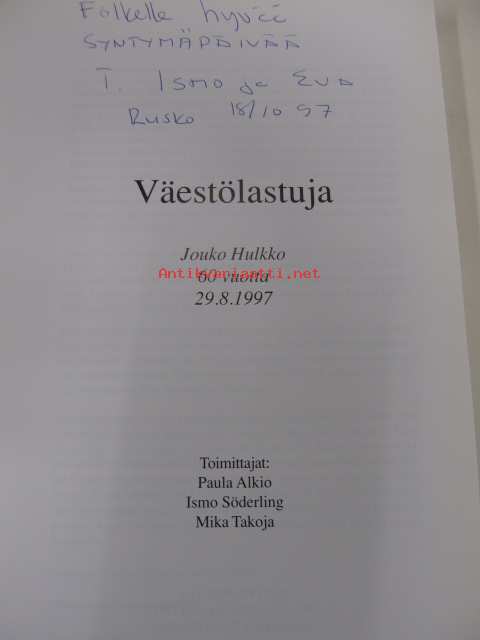 Folkelle hyvää
SYNTYMÄPÄIVÄÄ
T. Ismo ja Eva
Rusko 18/10 97
Väestölastuja
Jouko Hulkko
60 vuotta
Antikvariaatti.net
29.8.1997
Toimittajat:
Paula Alkio
Ismo Söderling
Mika Takoja